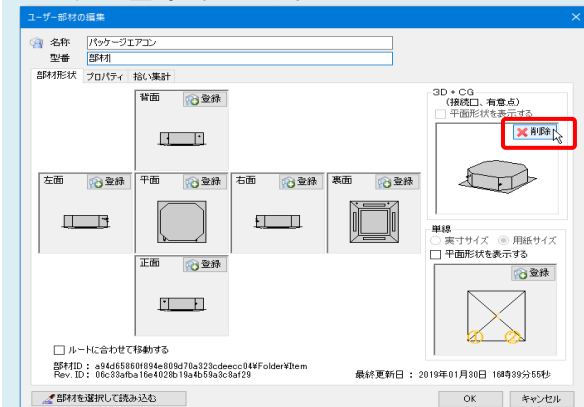 ユーザー部材の編集
名称 パッケージエアコン
型番 部材
部材形状 プロパティ 拾い集計
背面 登録
3D・CG
(接続口、有意点)
平面形状を表示する
削除
左面 登録 平面 登録 右面 登録 裏面 登録
単線
実寸サイズ 用紙サイズ
平面形状を表示する
登録
正面 登録
ルートに合わせて移動する
部材ID : a94d65860f894e809d70a323cdeecc04¥Folder¥Item
Rev. ID : 06c33afba16e4028b19a4b59a3c8af29
最終更新日 : 2019年01月30日 16時39分55秒
部材を選択して読み込む OK キャンセル